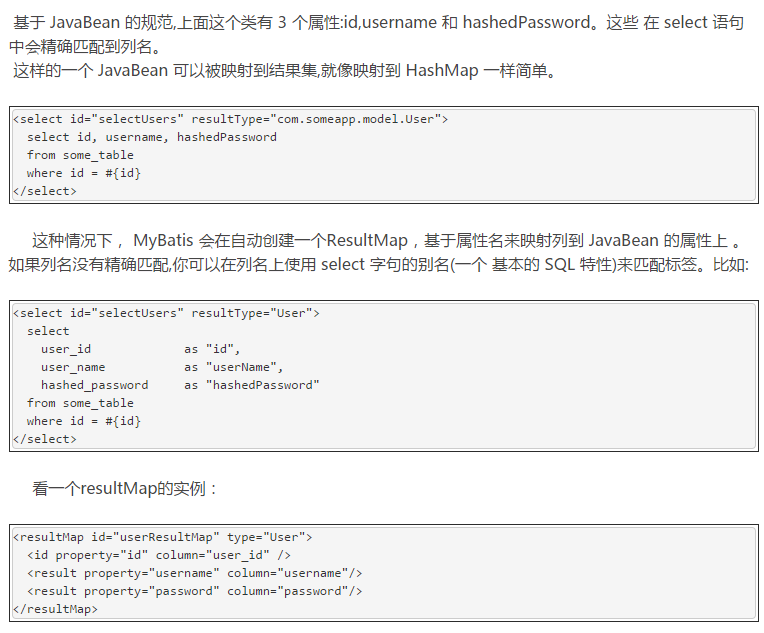 基于 JavaBean 的规范,上面这个类有 3 个属性:id,username 和 hashedPassword。这些 在 select 语句
中会精确匹配到列名。
这样的一个 JavaBean 可以被映射到结果集,就像映射到 HashMap 一样简单。
<select id="selectUsers" resultType="com.someapp.model.User">
  select id, username, hashedPassword
  from some_table
  where id = #{id}
</select>
这种情况下， MyBatis 会在自动创建一个ResultMap，基于属性名来映射列到 JavaBean 的属性上 。
如果列名没有精确匹配,你可以在列名上使用 select 字句的别名(一个 基本的 SQL 特性)来匹配标签。比如:
<select id="selectUsers" resultType="User">
  select
    user_id             as "id",
    user_name           as "userName",
    hashed_password     as "hashedPassword"
  from some_table
  where id = #{id}
</select>
看一个resultMap的实例：
<resultMap id="userResultMap" type="User">
  <id property="id" column="user_id" />
  <result property="username" column="username"/>
  <result property="password" column="password"/>
</resultMap>